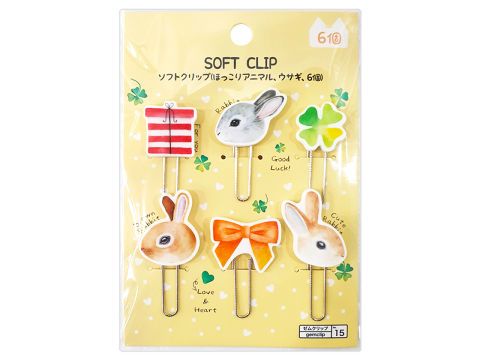 6個
SOFT CLIP
ソフトクリップ(ほっこりアニマル、ウサギ、6個)
Rabbit
For you
Good
Luck!
Brown
Rabbit
Cute
Rabbit
Love
&
Heart
ゼムクリップ
gemclip
15